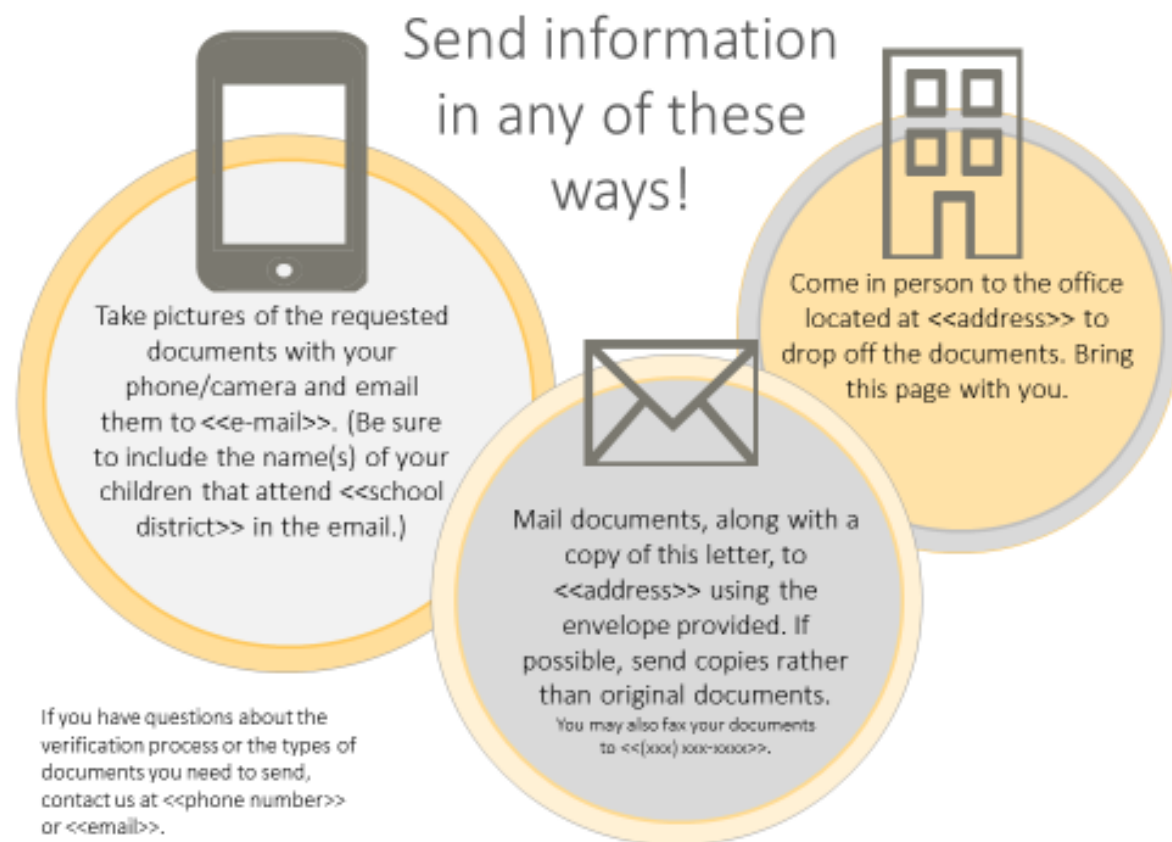 Send information
in any of these
ways!
Take pictures of the requested
documents with your
phone/camera and email
them to <<e-mail>>. (Be sure
to include the name(s) of your
children that attend <<school
district>> in the email.)
Mail documents, along with a
copy of this letter, to
<<address>> using the
envelope provided. If
possible, send copies rather
than original documents.
You may also fax your documents
to <<(xxx) xxx-xxxx>>.
Come in person to the office
located at <<address>> to
drop off the documents. Bring
this page with you.
If you have questions about the
verification process or the types of
documents you need to send,
contact us at <<phone number>>
or <<email>>.